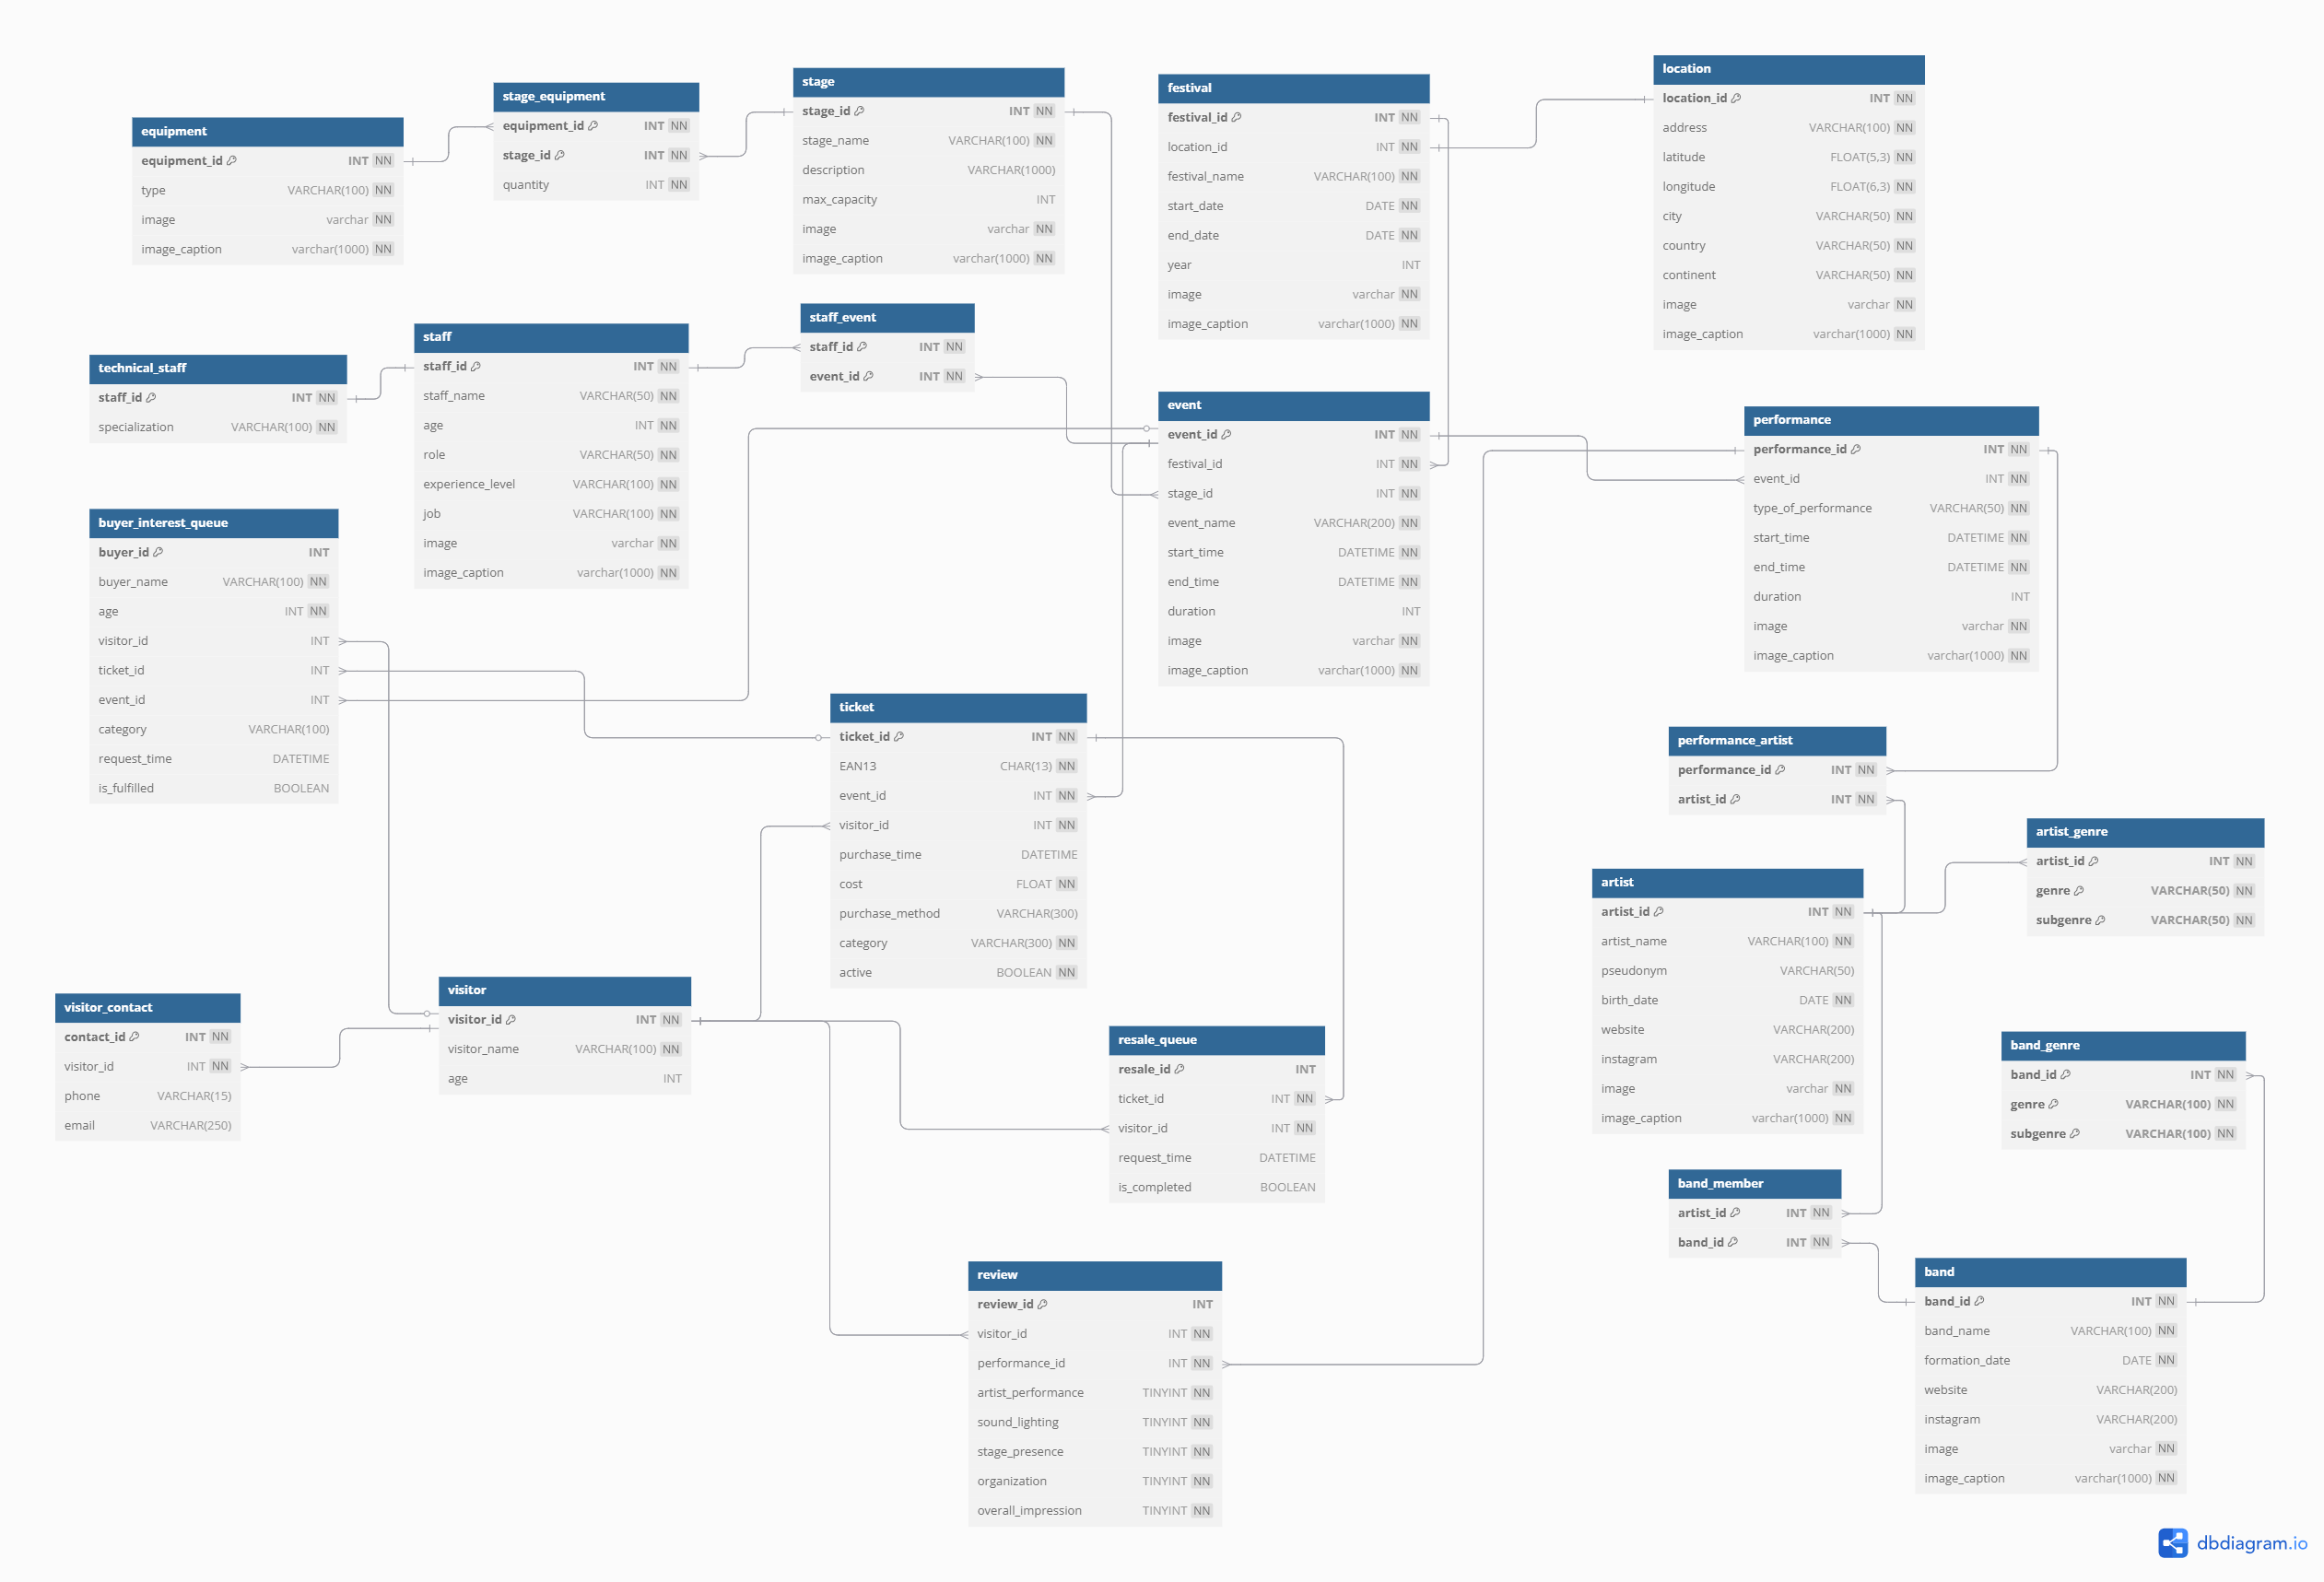 equipment
equipment_id INT NN
type VARCHAR(100) NN
image varchar NN
image_caption varchar(1000) NN
stage_equipment
equipment_id INT NN
stage_id INT NN
quantity INT NN
stage
stage_id INT NN
stage_name VARCHAR(100) NN
description VARCHAR(1000)
max_capacity INT
image varchar NN
image_caption varchar(1000) NN
festival
festival_id INT NN
location_id INT NN
festival_name VARCHAR(100) NN
start_date DATE NN
end_date DATE NN
year INT
image varchar NN
image_caption varchar(1000) NN
location
location_id INT NN
address VARCHAR(100) NN
latitude FLOAT(5,3) NN
longitude FLOAT(6,3) NN
city VARCHAR(50) NN
country VARCHAR(50) NN
continent VARCHAR(50) NN
image varchar NN
image_caption varchar(1000) NN
technical_staff
staff_id INT NN
specialization VARCHAR(100) NN
staff
staff_id INT NN
staff_name VARCHAR(50) NN
age INT NN
role VARCHAR(50) NN
experience_level VARCHAR(100) NN
job VARCHAR(100) NN
image varchar NN
image_caption varchar(1000) NN
staff_event
staff_id INT NN
event_id INT NN
event
event_id INT NN
festival_id INT NN
stage_id INT NN
event_name VARCHAR(200) NN
start_time DATETIME NN
end_time DATETIME NN
duration INT
image varchar NN
image_caption varchar(1000) NN
performance
performance_id INT NN
event_id INT NN
type_of_performance VARCHAR(50) NN
start_time DATETIME NN
end_time DATETIME NN
duration INT
image varchar NN
image_caption varchar(1000) NN
buyer_interest_queue
buyer_id INT
buyer_name VARCHAR(100) NN
age INT NN
visitor_id INT
ticket_id INT
event_id INT
category VARCHAR(100)
request_time DATETIME
is_fulfilled BOOLEAN
ticket
ticket_id INT NN
EAN13 CHAR(13) NN
event_id INT NN
visitor_id INT NN
purchase_time DATETIME
cost FLOAT NN
purchase_method VARCHAR(300)
category VARCHAR(300) NN
active BOOLEAN NN
performance_artist
performance_id INT NN
artist_id INT NN
artist_genre
artist_id INT NN
genre VARCHAR(50) NN
subgenre VARCHAR(50) NN
artist
artist_id INT NN
artist_name VARCHAR(100) NN
pseudonym VARCHAR(50)
birth_date DATE NN
website VARCHAR(200)
instagram VARCHAR(200)
image varchar NN
image_caption varchar(1000) NN
visitor_contact
contact_id INT NN
visitor_id INT NN
phone VARCHAR(15)
email VARCHAR(250)
visitor
visitor_id INT NN
visitor_name VARCHAR(100) NN
age INT
resale_queue
resale_id INT
ticket_id INT NN
visitor_id INT NN
request_time DATETIME
is_completed BOOLEAN
band_genre
band_id INT NN
genre VARCHAR(100) NN
subgenre VARCHAR(100) NN
band_member
artist_id INT NN
band_id INT NN
review
review_id INT
visitor_id INT NN
performance_id INT NN
artist_performance TINYINT NN
sound_lighting TINYINT NN
stage_presence TINYINT NN
organization TINYINT NN
overall_impression TINYINT NN
band
band_id INT NN
band_name VARCHAR(100) NN
formation_date DATE NN
website VARCHAR(200)
instagram VARCHAR(200)
image varchar NN
image_caption varchar(1000) NN
dbdiagram.io